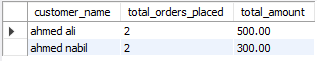 customer_name total_orders_placed total_amount
ahmed ali 2 500.00
ahmed nabil 2 300.00